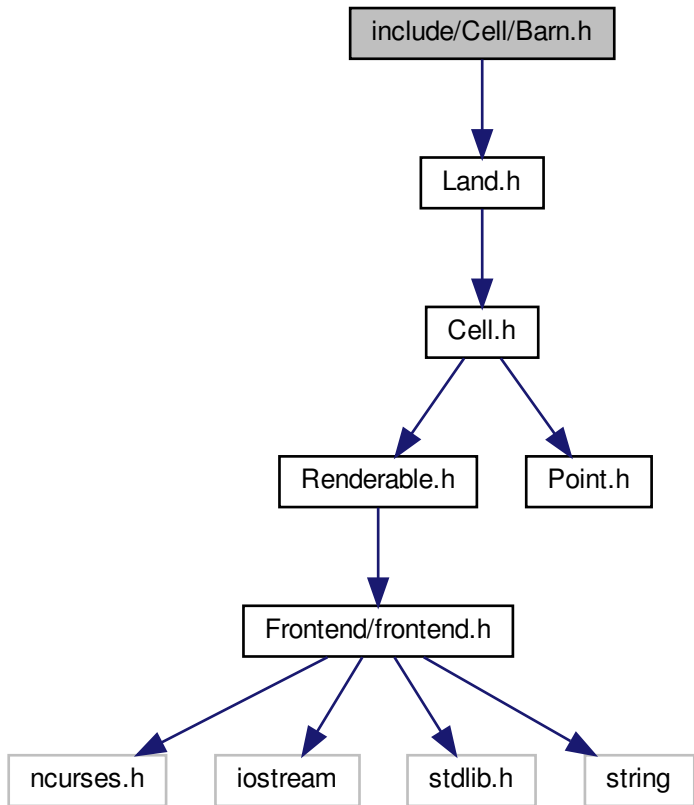 include/Cell/Barn.h
Land.h
Cell.h
Renderable.h
Point.h
Frontend/frontend.h
ncurses.h
iostream
stdlib.h
string